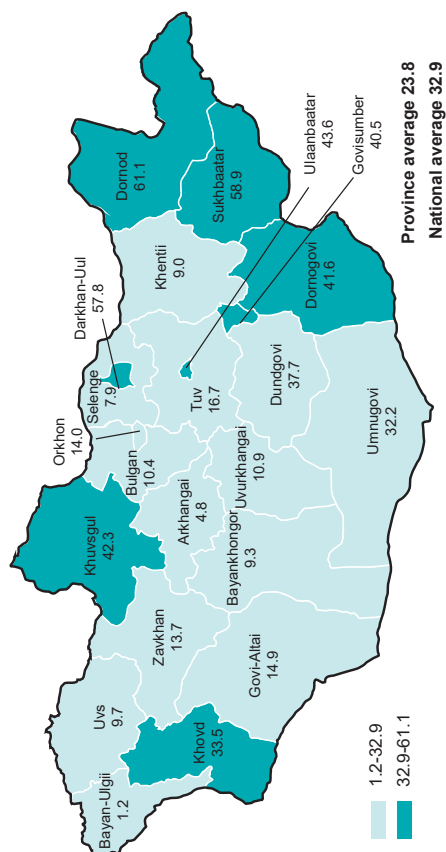 Bayan-Ulgii
1.2
Uvs
9.7
Khovd
33.5
Zavkhan
13.7
Govi-Altai
14.9
Khuvsgul
42.3
Arkhangai
4.8
Bayankhongor
9.3
Orkhon
14.0
Bulgan
10.4
Uvurkhangai
10.9
Selenge
7.9
Darkhan-Uul
57.8
Tuv
16.7
Dundgovi
37.7
Umnugovi
32.2
Khentii
9.0
Dornod
61.1
Sukhbaatar
58.9
Dornogovi
41.6
Ulaanbaatar
43.6
Govisumber
40.5
1.2-32.9
32.9-61.1
Province average 23.8
National average 32.9